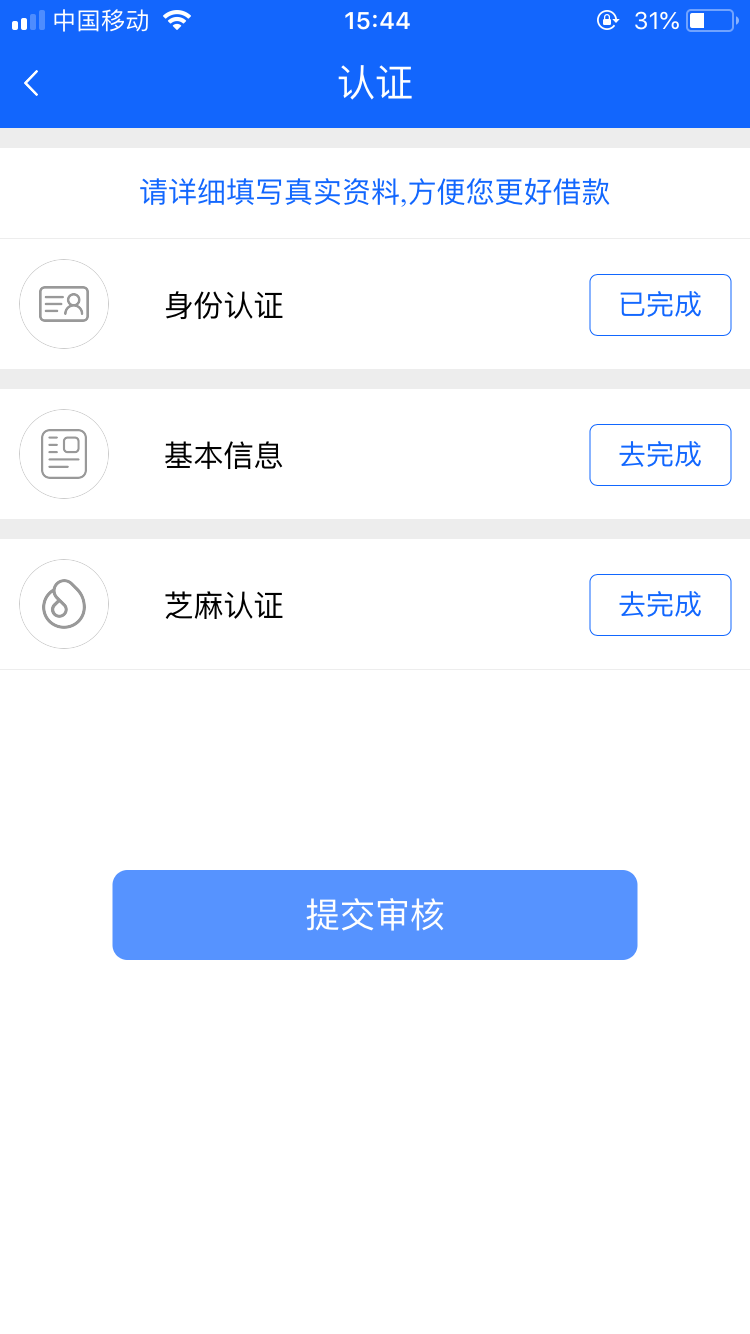 中国移动 15:44 31%
认证
请详细填写真实资料,方便您更好借款
身份认证 已完成
基本信息 去完成
芝麻认证 去完成
提交审核